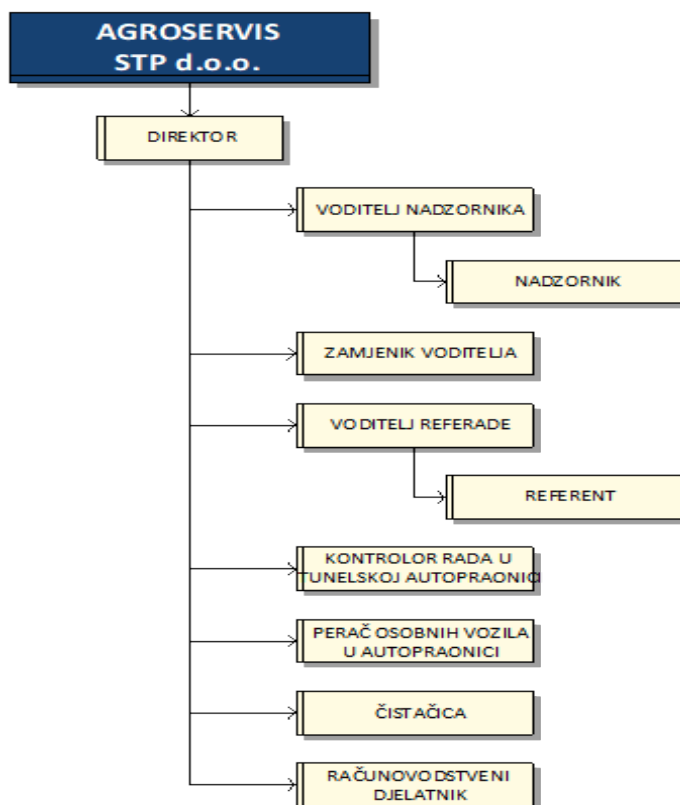 AGROSERVIS
STP d.o.o.
DIREKTOR
VODITELJ NADZORNIKA
NADZORNIK
ZAMJENIK VODITELJA
VODITELJ REFERADE
REFERENT
KONTROLOR RADA U
TUNELSKOJ AUTOPRAONICI
PERAČ OSOBNIH VOZILA
U AUTOPRAONICI
ČISTAČICA
RAČUNOVODSTVENI
DJELATNIK